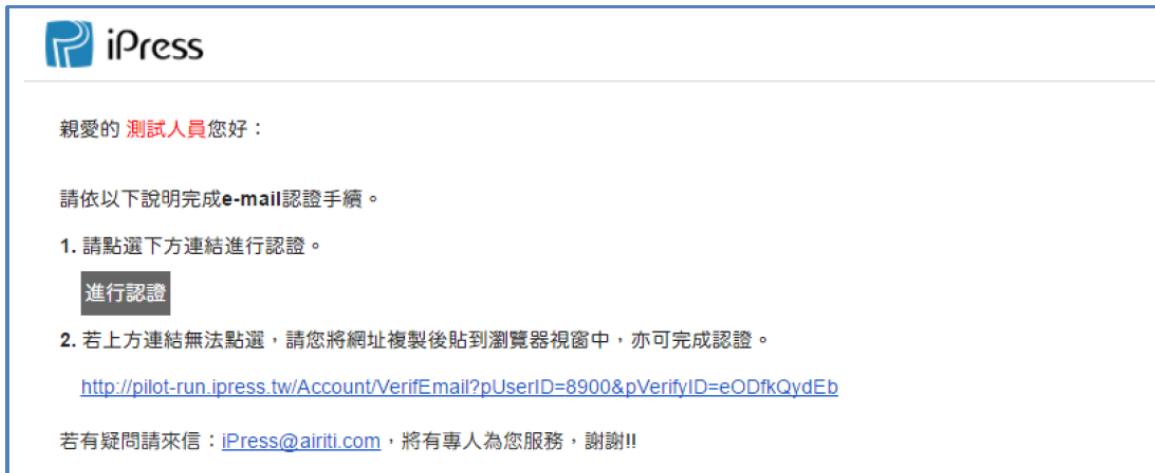 iPress
親愛的 測試人員您好：
請依以下說明完成e-mail認證手續。
1. 請點選下方連結進行認證。
進行認證
2. 若上方連結無法點選，請您將網址複製後貼到瀏覽器視窗中，亦可完成認證。
http://pilot-run.ipress.tw/Account/VerifEmail?pUserID=8900&pVerifyID=eODfkQydEb
若有疑問請來信：iPress@airiti.com，將有專人為您服務，謝謝!!